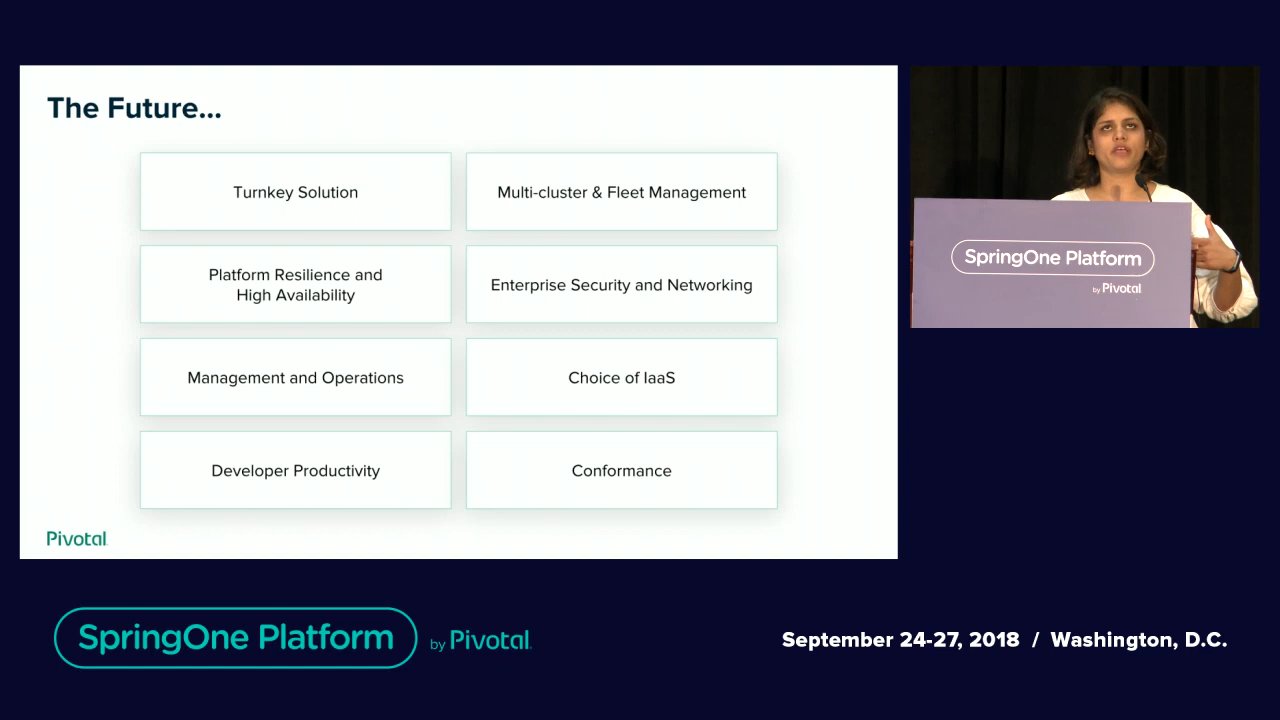 The Future...
Turnkey Solution
Multi-cluster & Fleet Management
Platform Resilience and
High Availability
Enterprise Security and Networking
Management and Operations
Choice of IaaS
Developer Productivity
Conformance
Pivotal
SpringOne Platform
by Pivotal
SpringOne Platform by Pivotal
September 24-27, 2018 / Washington, D.C.